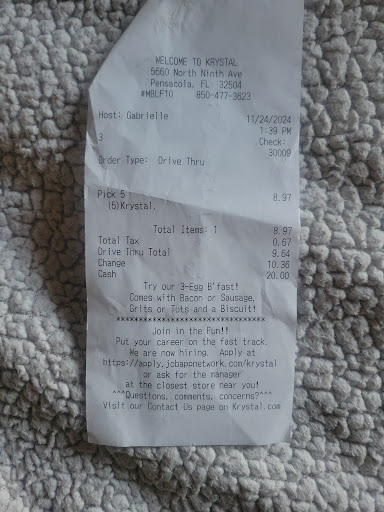 WELCOME TO KRYSTAL
5660 North Ninth Ave
Pensacola, FL  32504
#MBLF10     850-477-3623
Host: Gabrielle     11/24/2024
1:39 PM
3     Check:
30009
Order Type:  Drive Thru
Pick 5     8.97
(5)Krystal.
Total Items: 1     8.97
Total Tax     0.67
Drive Thru Total     9.64
Change     10.36
Cash     20.00
Try our 3-Egg B'fast!
Comes with Bacon or Sausage,
Grits or Tots and a Biscuit!
**********************************
Join in the Fun!!
Put your career on the fast track.
We are now hiring.  Apply at
https://apply.jobappnetwork.com/krystal
or ask for the manager
at the closest store near you!
^^^Questions, comments, concerns?^^^
Visit our Contact Us page on Krystal.com